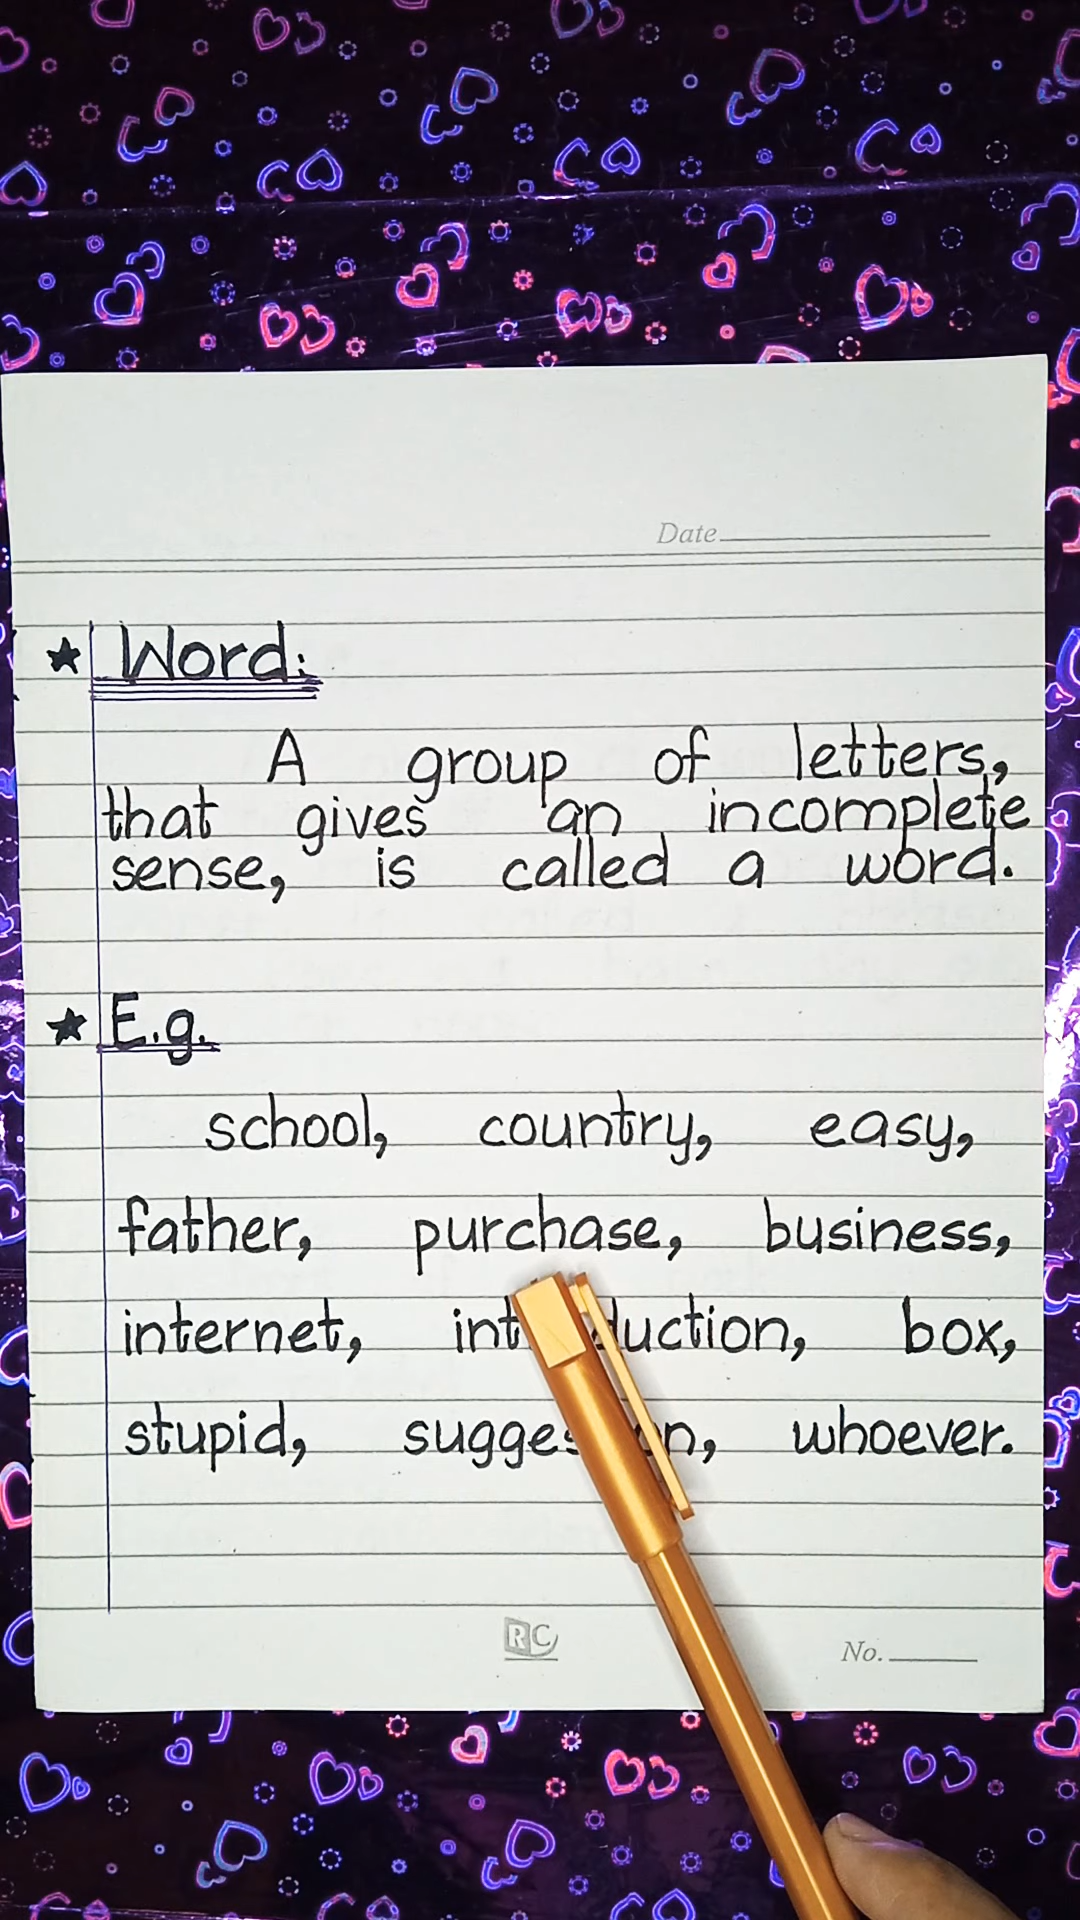 Date
★ Word:
A group of letters,
that gives an incomplete
sense, is called a word.
★ E.g.
school, country, easy,
father, purchase, business,
internet, box,
stupid, whoever.
RC
No.